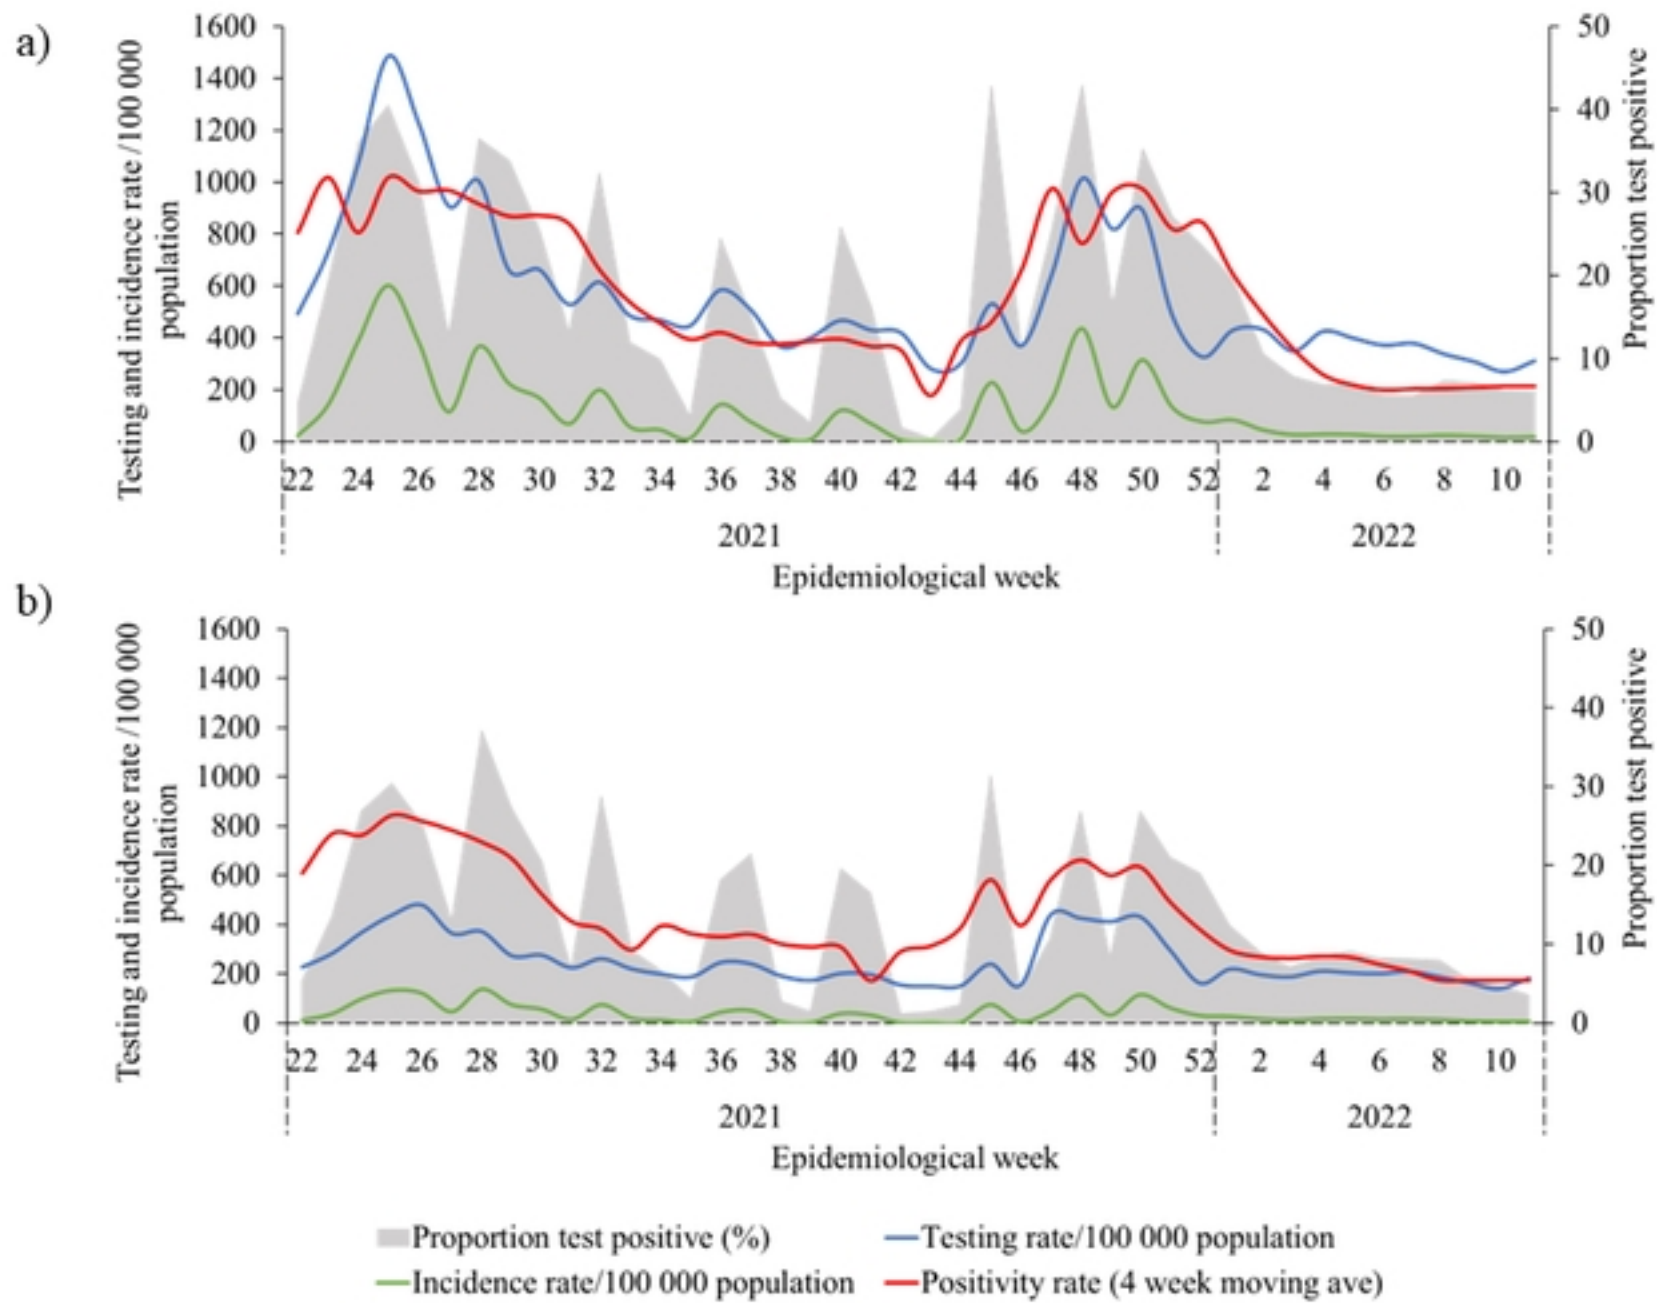 a)
Testing and incidence rate /100 000
population
1600
1400
1200
1000
800
600
400
200
0
50
40
30
20
10
0
Proportion test positive
22 24 26 28 30 32 34 36 38 40 42 44 46 48 50 52 2 4 6 8 10
2021 2022
Epidemiological week
b)
Testing and incidence rate /100 000
population
1600
1400
1200
1000
800
600
400
200
0
50
40
30
20
10
0
Proportion test positive
22 24 26 28 30 32 34 36 38 40 42 44 46 48 50 52 2 4 6 8 10
2021 2022
Epidemiological week
Proportion test positive (%) Testing rate/100 000 population
Incidence rate/100 000 population Positivity rate (4 week moving ave)